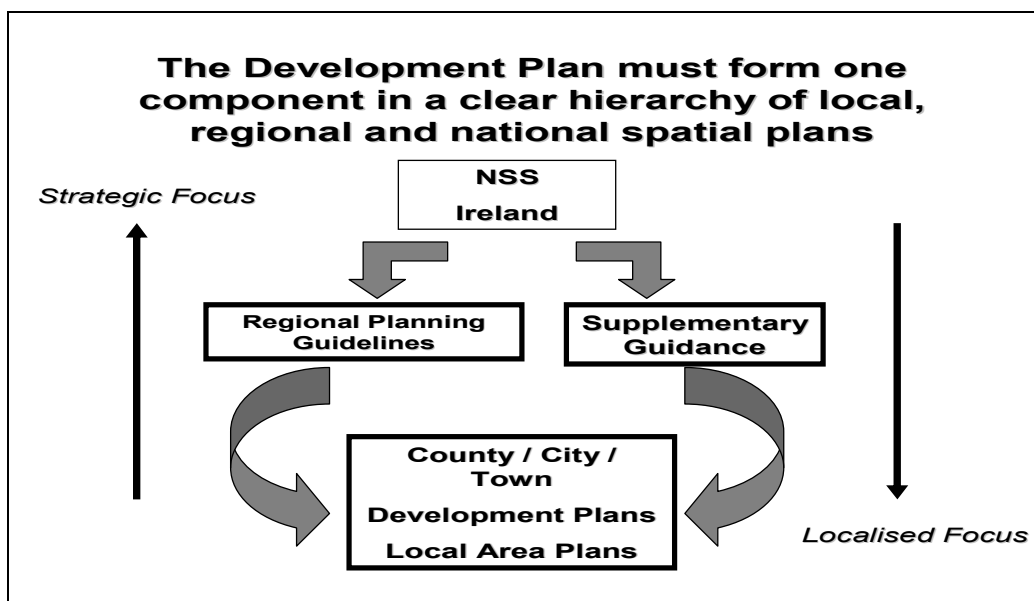 The Development Plan must form one
component in a clear hierarchy of local,
regional and national spatial plans
NSS
Ireland
Strategic Focus
Regional Planning
Guidelines
Supplementary
Guidance
County / City /
Town
Development Plans
Local Area Plans
Localised Focus